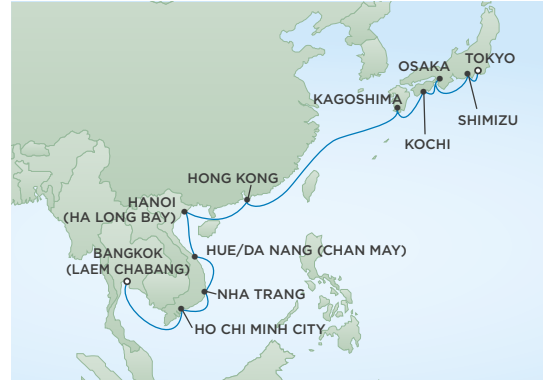 OSAKA
TOKYO
KAGOSHIMA
SHIMIZU
KOCHI
HONG KONG
HANOI
(HA LONG BAY)
HUE/DA NANG (CHAN MAY)
BANGKOK
(LAEM CHABANG)
NHA TRANG
HO CHI MINH CITY